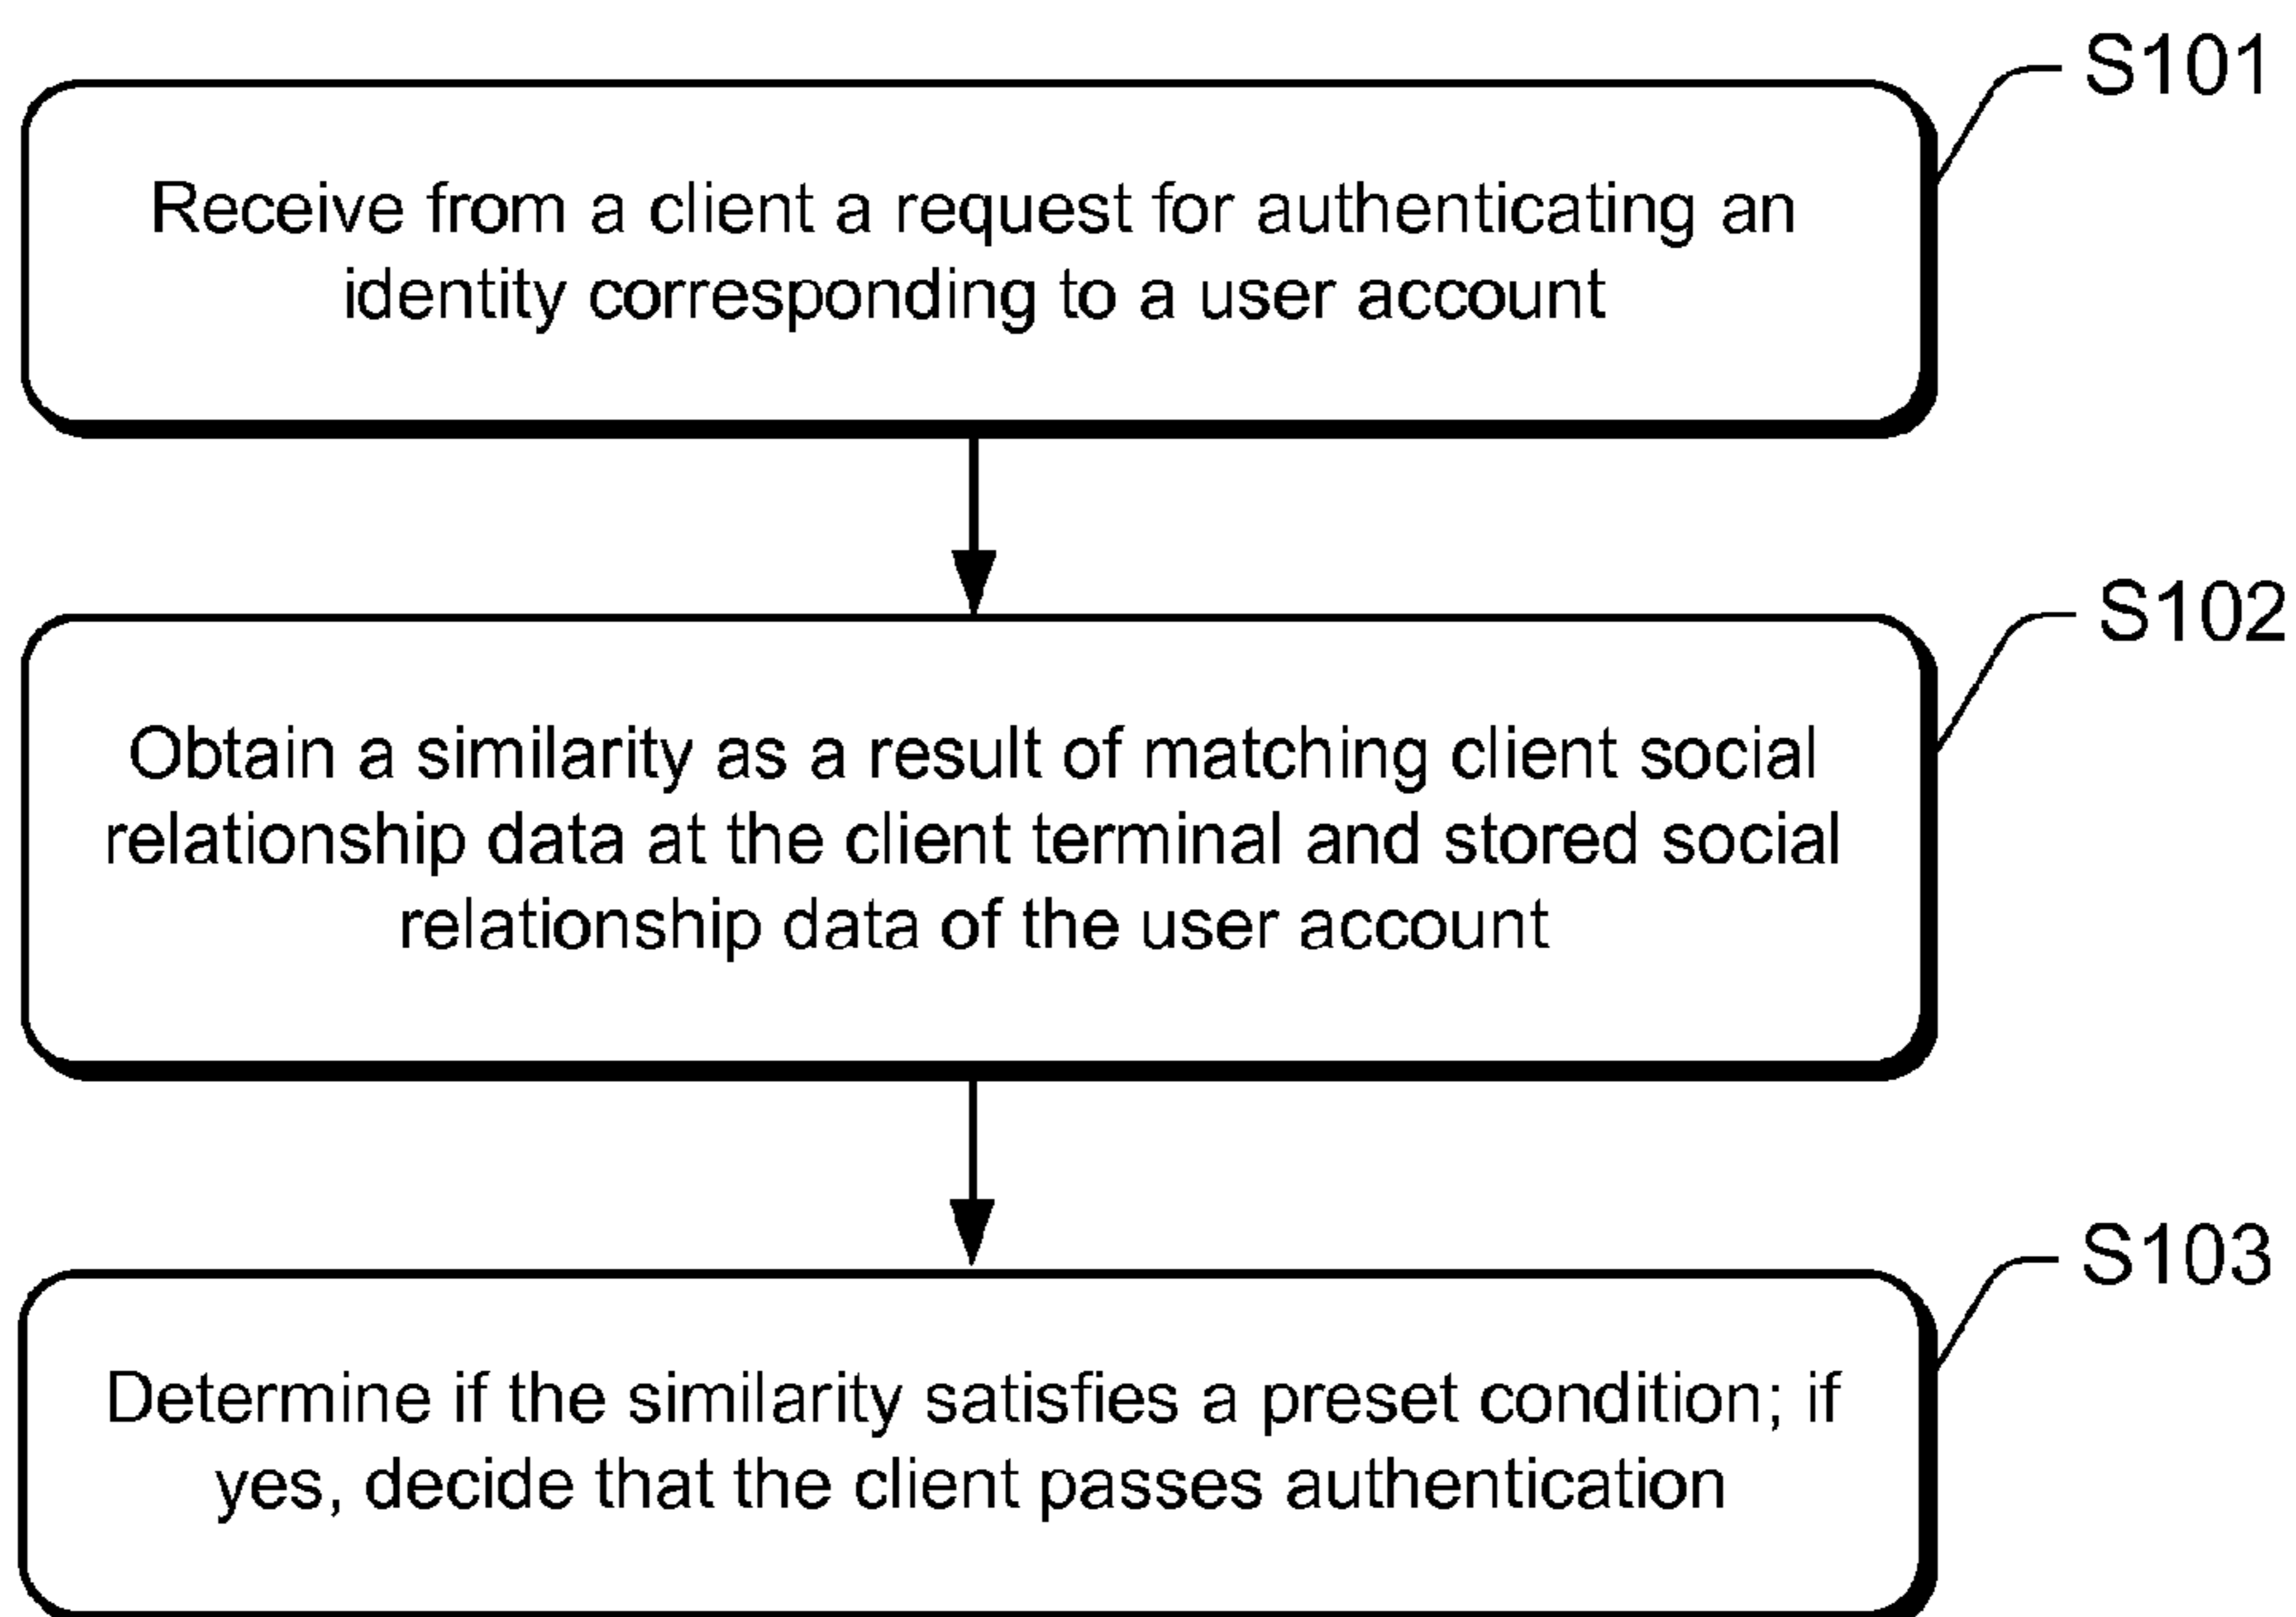 S101
Receive from a client a request for authenticating an
identity corresponding to a user account
S102
Obtain a similarity as a result of matching client social
relationship data at the client terminal and stored social
relationship data of the user account
S103
Determine if the similarity satisfies a preset condition; if
yes, decide that the client passes authentication